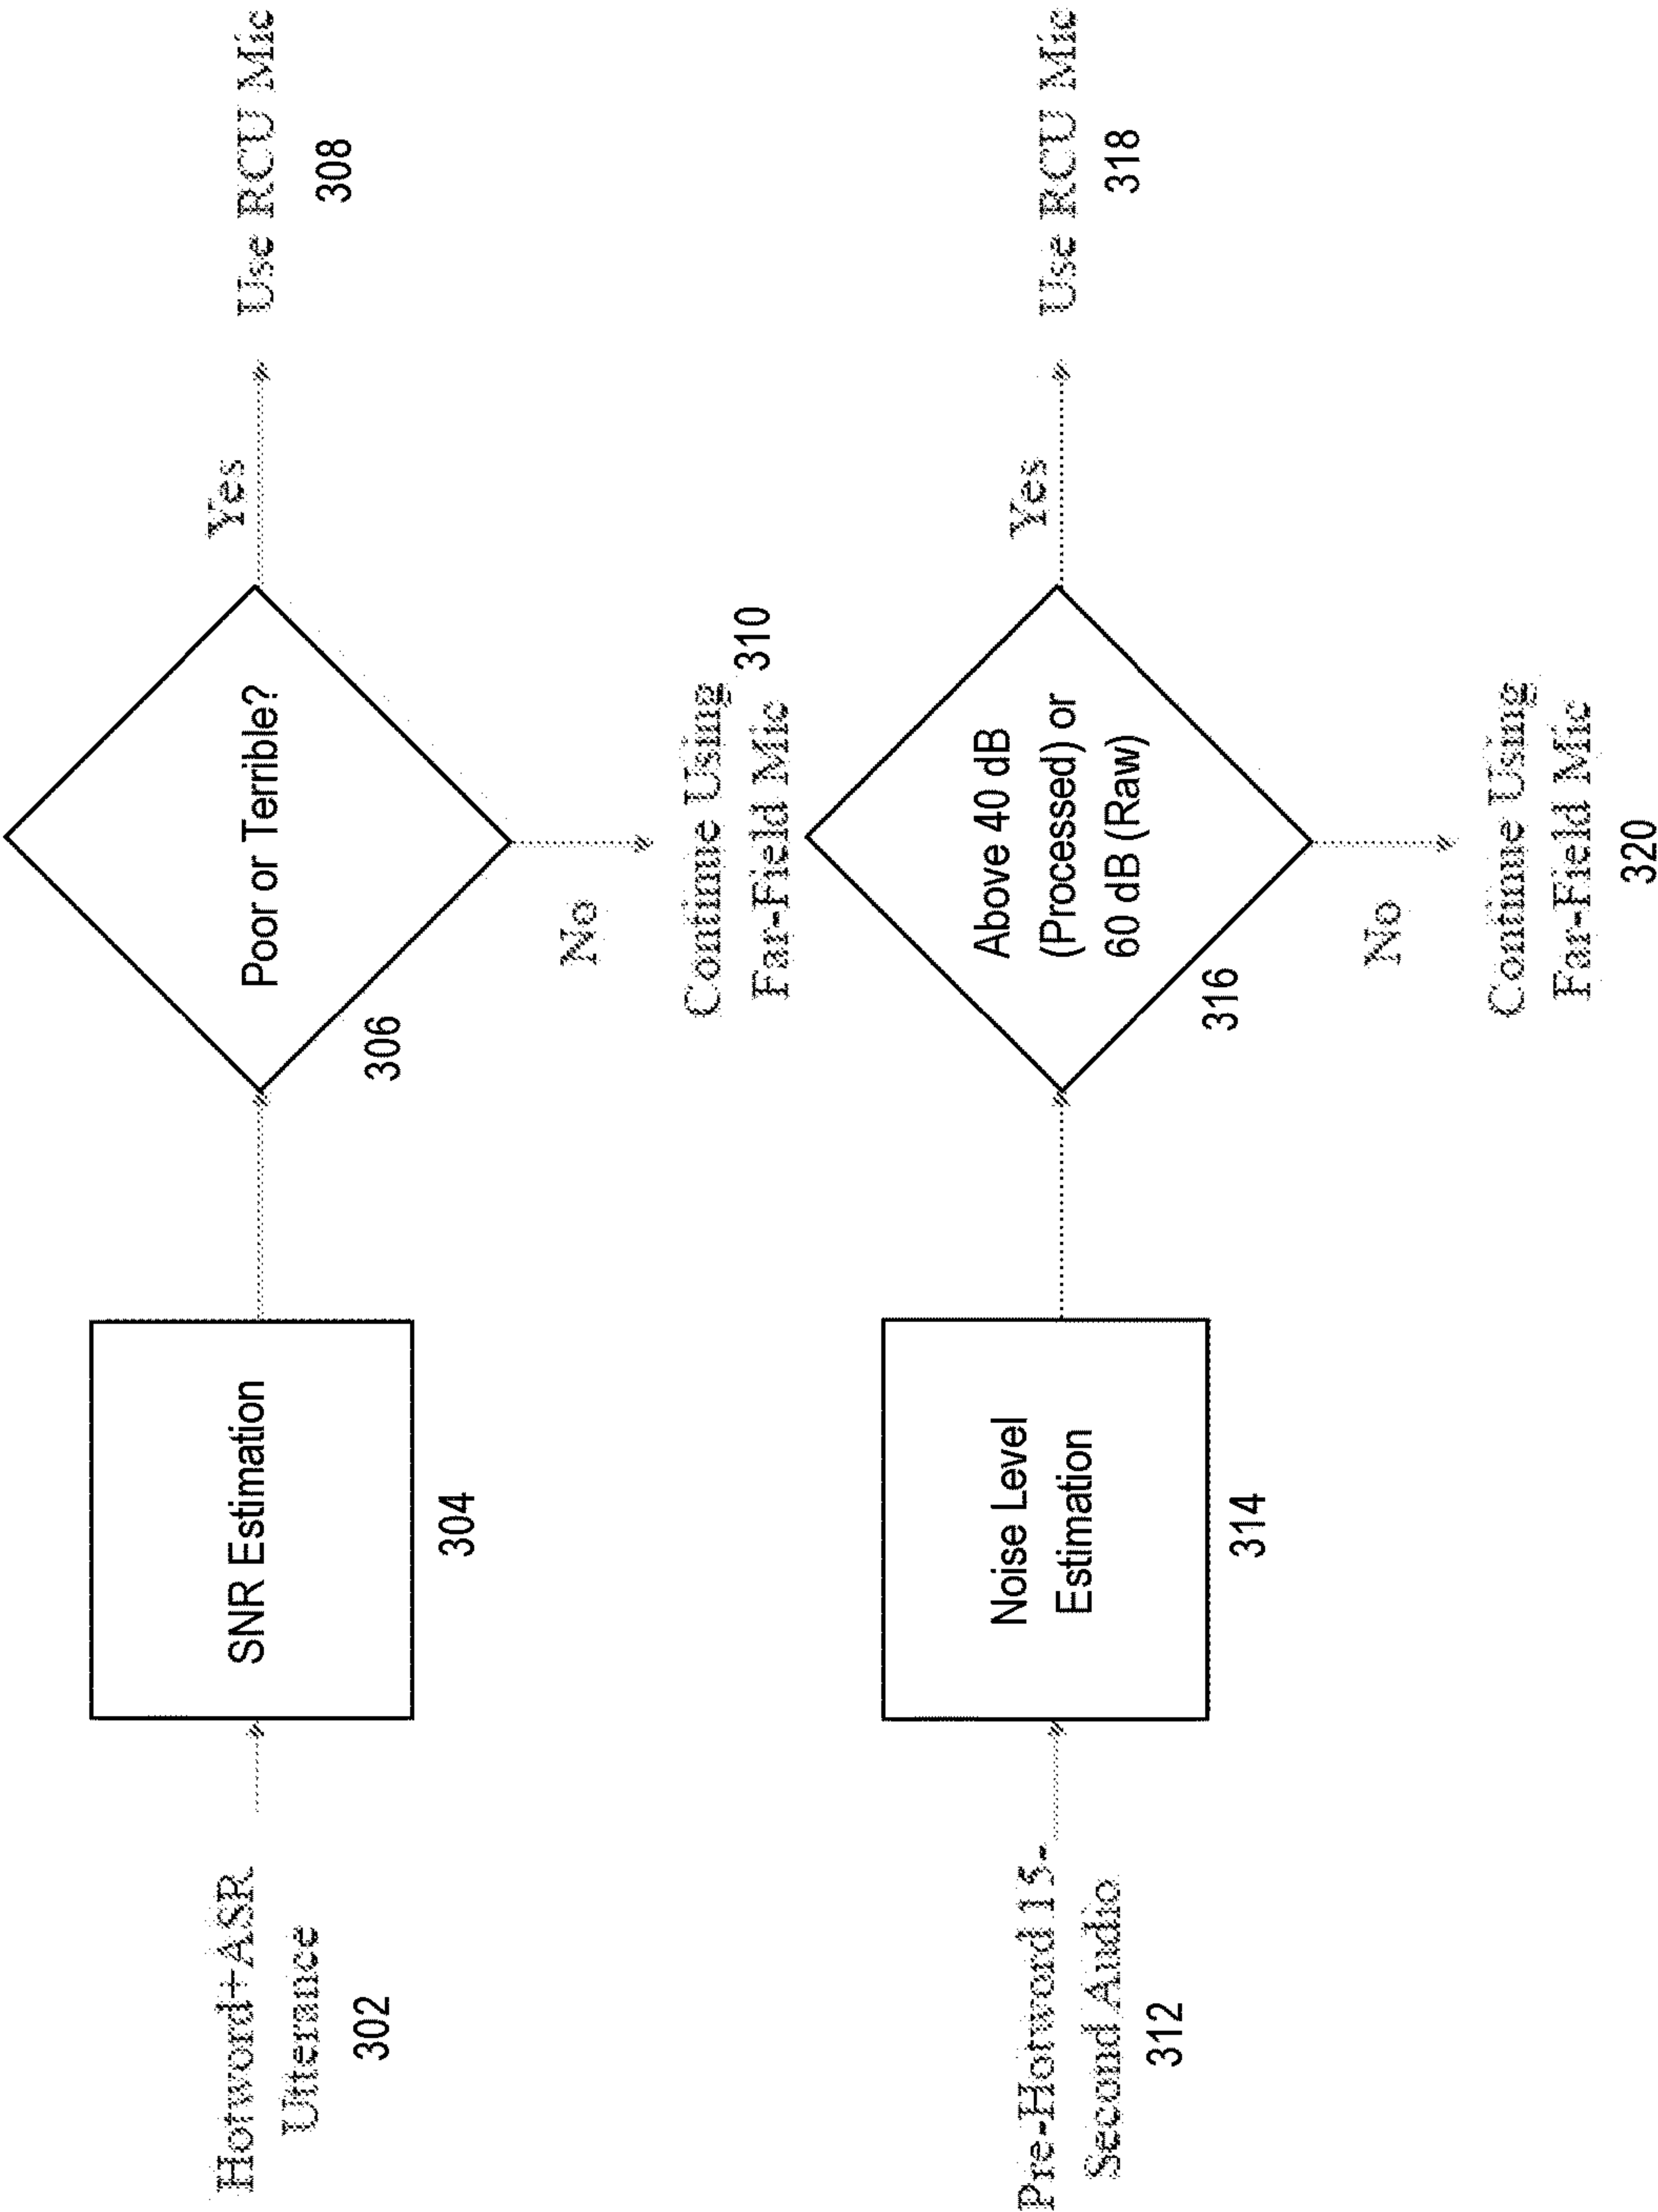 Hotword+ASR
Utterance
302
SNR Estimation
304
Poor or Terrible?
306
Yes
Use RCU Mic
308
No
Continue Using
Far-Field Mic
310
Pre-Hotword 15-
Second Audio
312
Noise Level
Estimation
314
Above 40 dB
(Processed) or
60 dB (Raw)
316
Yes
Use RCU Mic
318
No
Continue Using
Far-Field Mic
320